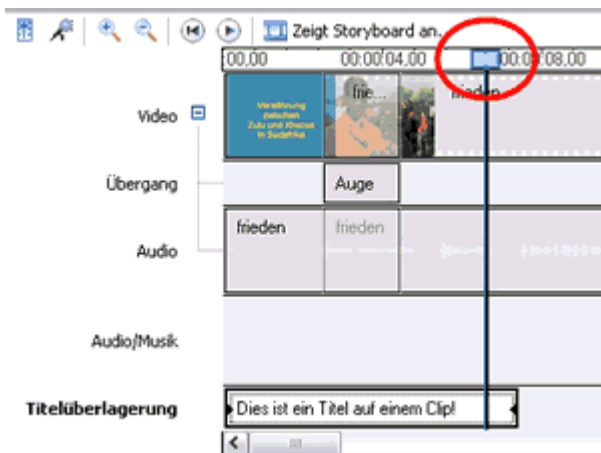 Zeigt Storyboard an.
00,00 00:00:04,00 00:00:08,00
Video
frie...
frieden
Versöhnung
zwischen
Zulu und Khosa
in Südafrika
Übergang
Auge
Audio
frieden
frieden
Audio/Musik
Titelüberlagerung
Dies ist ein Titel auf einem Clip!